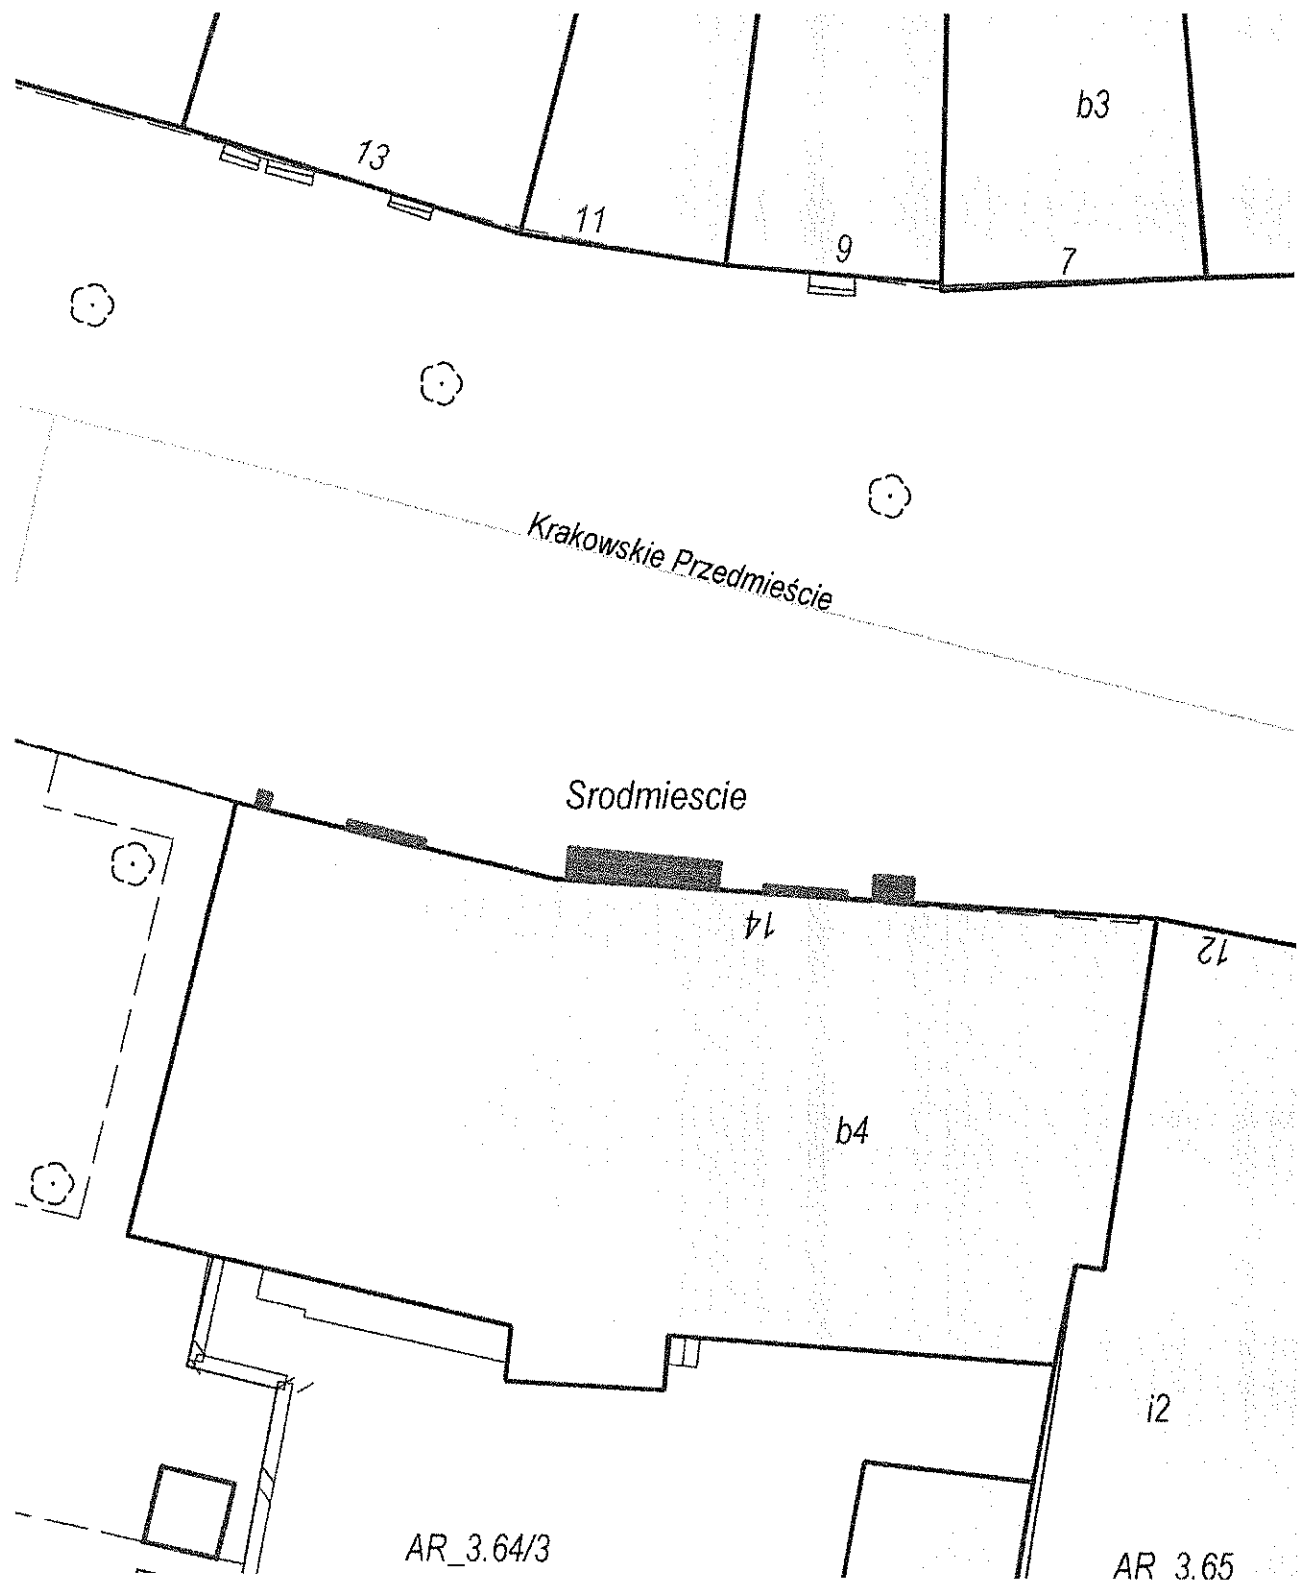 b3
13
11
9
7
Krakowskie Przedmieście
Srodmiescie
14
12
b4
i2
AR_3.64/3
AR_3.65